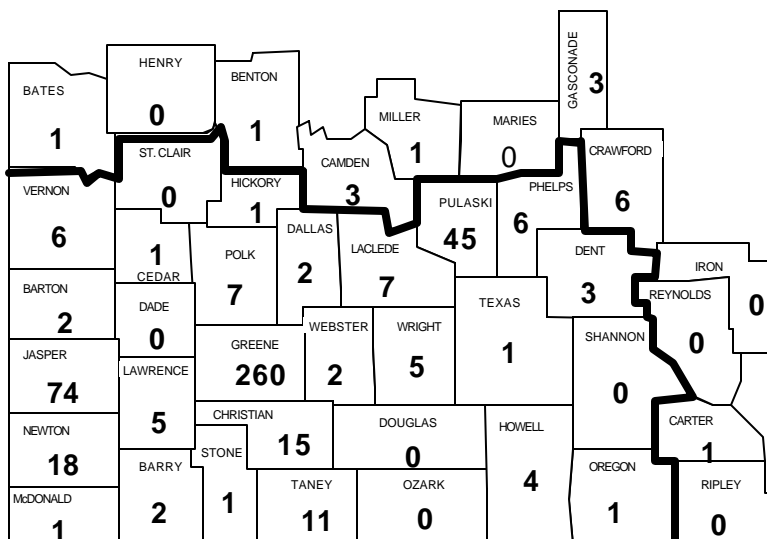 HENRY
0
BENTON
1
BATES
1
GASCONADE
3
MILLER
1
MARIES
0
ST. CLAIR
0
CAMDEN
3
CRAWFORD
6
VERNON
6
HICKORY
1
PULASKI
45
PHELPS
6
DALLAS
2
LACLEDE
7
1
CEDAR
POLK
7
DENT
3
IRON
0
BARTON
2
DADE
0
TEXAS
1
REYNOLDS
0
JASPER
74
GREENE
260
WEBSTER
2
WRIGHT
5
SHANNON
0
LAWRENCE
5
CHRISTIAN
15
DOUGLAS
0
HOWELL
4
CARTER
1
NEWTON
18
BARRY
2
STONE
1
TANEY
11
OZARK
0
OREGON
1
RIPLEY
0
McDONALD
1